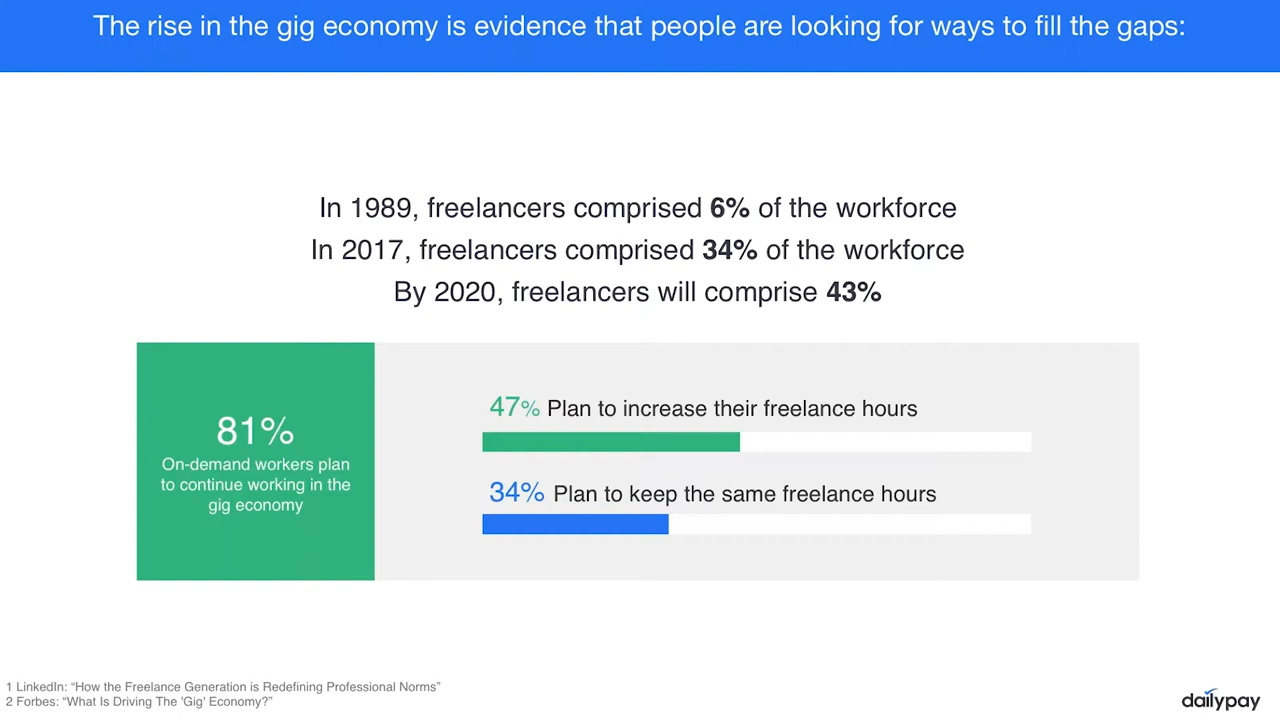 The rise in the gig economy is evidence that people are looking for ways to fill the gaps:
In 1989, freelancers comprised 6% of the workforce
In 2017, freelancers comprised 34% of the workforce
By 2020, freelancers will comprise 43%
81%
On-demand workers plan
to continue working in the
gig economy
47% Plan to increase their freelance hours
34% Plan to keep the same freelance hours
1 LinkedIn: “How the Freelance Generation is Redefining Professional Norms”
2 Forbes: “What Is Driving The 'Gig' Economy?”
dailypay